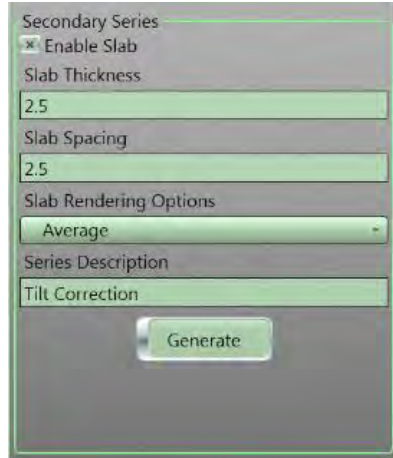 Secondary Series
Enable Slab
Slab Thickness
2.5
Slab Spacing
2.5
Slab Rendering Options
Average
Series Description
Tilt Correction
Generate